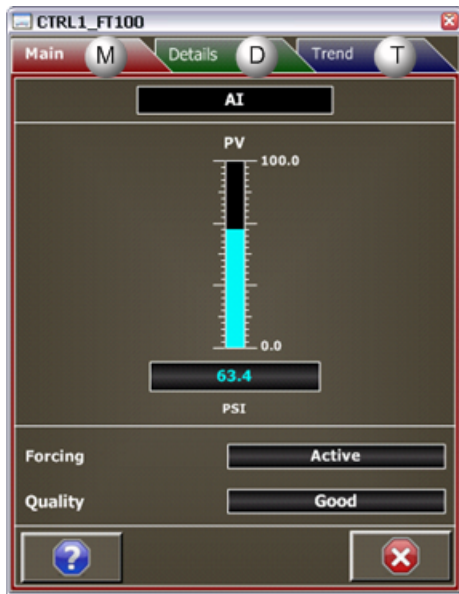 CTRL1_FT100
Main M Details D Trend T
AI
PV
100.0
0.0
63.4
PSI
Forcing Active
Quality Good
?